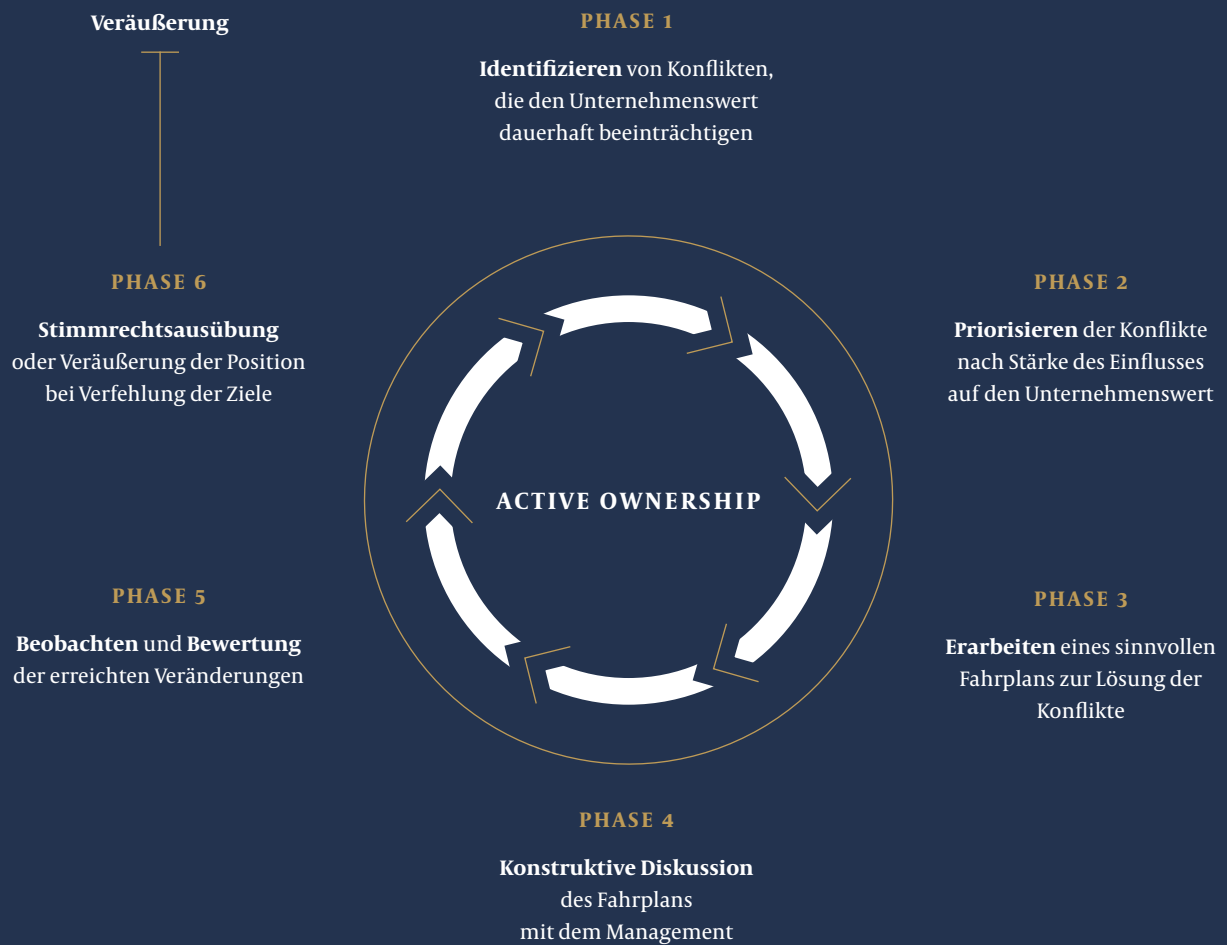 Veräußerung
PHASE 1
Identifizieren von Konflikten,
die den Unternehmenswert
dauerhaft beeinträchtigen
PHASE 2
Priorisieren der Konflikte
nach Stärke des Einflusses
auf den Unternehmenswert
PHASE 3
Erarbeiten eines sinnvollen
Fahrplans zur Lösung der
Konflikte
PHASE 4
Konstruktive Diskussion
des Fahrplans
mit dem Management
PHASE 5
Beobachten und Bewertung
der erreichten Veränderungen
PHASE 6
Stimmrechtsausübung
oder Veräußerung der Position
bei Verfehlung der Ziele
ACTIVE OWNERSHIP